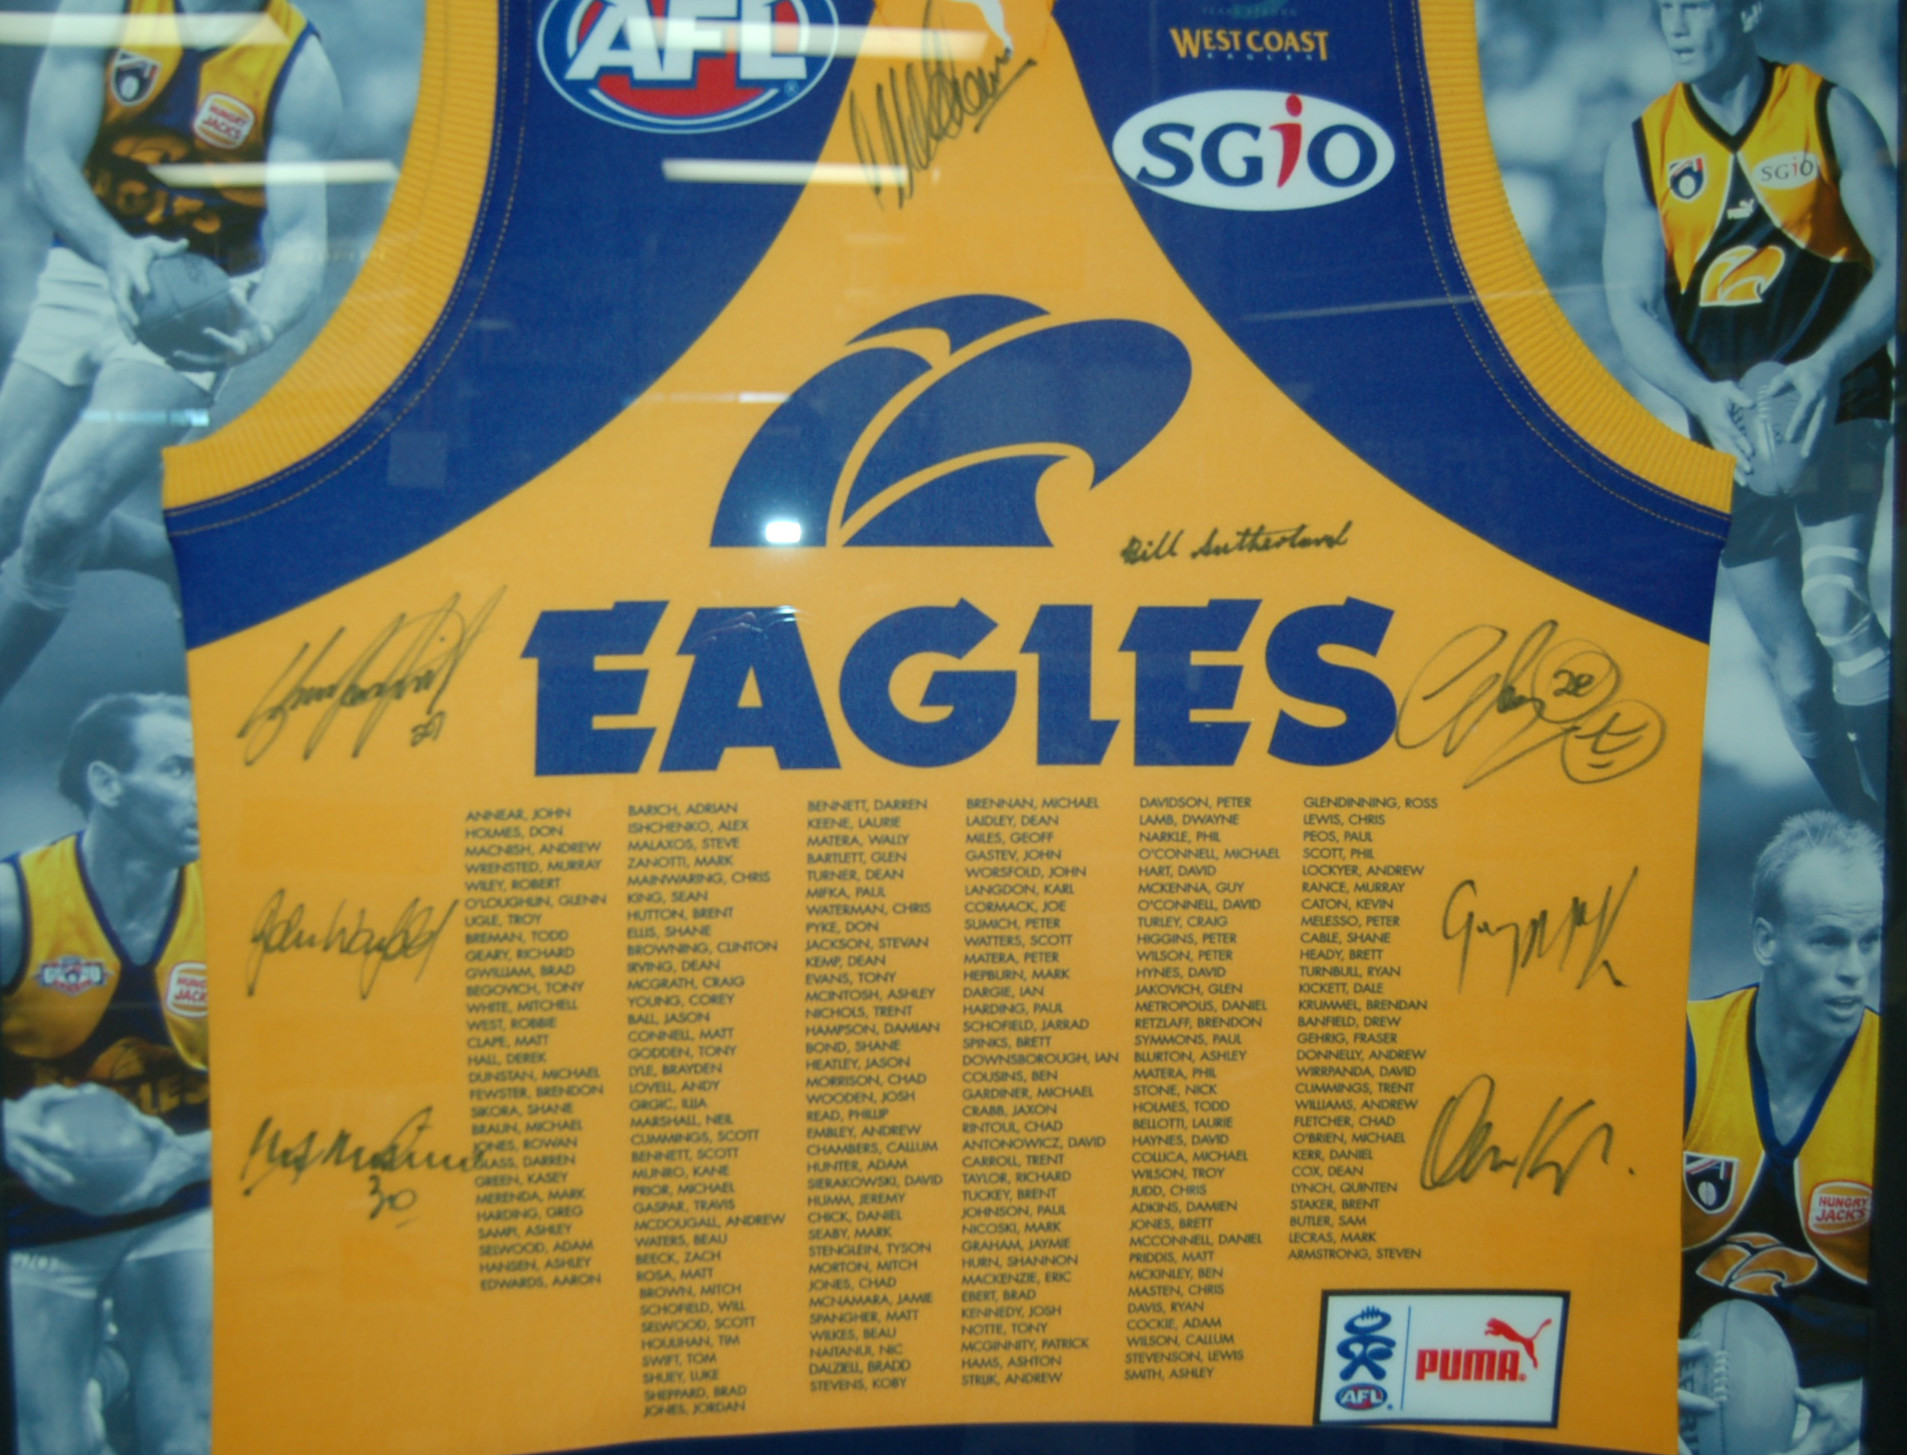 AFL
WEST COAST
EAGLES
SGIO
HUNGRY
JACK'S
SGIO
Bill Sutherland
EAGLES
ANNEAR, JOHN
HOLMES, DON
MACNISH, ANDREW
WRENSTED, MURRAY
WILEY, ROBERT
O'LOUGHLIN, GLENN
UGLE, TROY
BREMAN, TODD
GEARY, RICHARD
GWILLIAM, BRAD
BEGOVICH, TONY
WHITE, MITCHELL
WEST, ROBBIE
CLAPE, MATT
HALL, DEREK
DUNSTAN, MICHAEL
FEWSTER, BRENDON
SIKORA, SHANE
BRAUN, MICHAEL
JONES, ROWAN
GLASS, DARREN
GREEN, KASEY
MERENDA, MARK
HARDING, GREG
SAMPI, ASHLEY
SELWOOD, ADAM
HANSEN, ASHLEY
EDWARDS, AARON
BARICH, ADRIAN
ISHCHENKO, ALEX
MALAXOS, STEVE
ZANOTTI, MARK
MAINWARING, CHRIS
KING, SEAN
HUTTON, BRENT
ELLIS, SHANE
BROWNING, CLINTON
IRVING, DEAN
MCGRATH, CRAIG
YOUNG, COREY
BALL, JASON
CONNELL, MATT
GODDEN, TONY
LYLE, BRAYDEN
LOVELL, ANDY
GRGIC, ILIJA
MARSHALL, NEIL
CUMMINGS, SCOTT
BENNETT, SCOTT
MUNRO, KANE
PRIOR, MICHAEL
GASPAR, TRAVIS
MCDOUGALL, ANDREW
WATERS, BEAU
BEECK, ZACH
ROSA, MATT
BROWN, MITCH
SCHOFIELD, WILL
SELWOOD, SCOTT
HOULIHAN, TIM
SWIFT, TOM
SHUEY, LUKE
SHEPPARD, BRAD
JONES, JORDAN
BENNETT, DARREN
KEENE, LAURIE
MATERA, WALLY
BARTLETT, GLEN
TURNER, DEAN
MIFKA, PAUL
WATERMAN, CHRIS
PYKE, DON
JACKSON, STEVAN
KEMP, DEAN
EVANS, TONY
MCINTOSH, ASHLEY
NICHOLS, TRENT
HAMPSON, DAMIAN
BOND, SHANE
HEATLEY, JASON
MORRISON, CHAD
WOODEN, JOSH
READ, PHILLIP
EMBLEY, ANDREW
CHAMBERS, CALLUM
HUNTER, ADAM
SIERAKOWSKI, DAVID
HUMM, JEREMY
CHICK, DANIEL
SEABY, MARK
STENGLEIN, TYSON
MORTON, MITCH
JONES, CHAD
MCNAMARA, JAMIE
SPANGHER, MATT
WILKES, BEAU
NAITANUI, NIC
DALZIELL, BRADD
STEVENS, KOBY
BRENNAN, MICHAEL
LAIDLEY, DEAN
MILES, GEOFF
GASTEV, JOHN
WORSFOLD, JOHN
LANGDON, KARL
CORMACK, JOE
SUMICH, PETER
WATTERS, SCOTT
MATERA, PETER
HEPBURN, MARK
DARGIE, IAN
HARDING, PAUL
SCHOFIELD, JARRAD
SPINKS, BRETT
DOWNSBOROUGH, IAN
COUSINS, BEN
GARDINER, MICHAEL
CRABB, JAXON
RINTOUL, CHAD
ANTONOWICZ, DAVID
CARROLL, TRENT
TAYLOR, RICHARD
TUCKEY, BRENT
JOHNSON, PAUL
NICOSKI, MARK
GRAHAM, JAYMIE
HURN, SHANNON
MACKENZIE, ERIC
EBERT, BRAD
KENNEDY, JOSH
NOTTE, TONY
MCGINNITY, PATRICK
HAMS, ASHTON
STRIJK, ANDREW
DAVIDSON, PETER
LAMB, DWAYNE
NARKLE, PHIL
O'CONNELL, MICHAEL
HART, DAVID
MCKENNA, GUY
O'CONNELL, DAVID
TURLEY, CRAIG
HIGGINS, PETER
WILSON, PETER
HYNES, DAVID
JAKOVICH, GLEN
METROPOLIS, DANIEL
RETZLAFF, BRENDON
SYMMONS, PAUL
BLURTON, ASHLEY
MATERA, PHIL
STONE, NICK
HOLMES, TODD
BELLOTTI, LAURIE
HAYNES, DAVID
COLLICA, MICHAEL
WILSON, TROY
JUDD, CHRIS
ADKINS, DAMIEN
JONES, BRETT
MCCONNELL, DANIEL
PRIDDIS, MATT
MCKINLEY, BEN
MASTEN, CHRIS
DAVIS, RYAN
COCKIE, ADAM
WILSON, CALLUM
STEVENSON, LEWIS
SMITH, ASHLEY
GLENDINNING, ROSS
LEWIS, CHRIS
PEOS, PAUL
SCOTT, PHIL
LOCKYER, ANDREW
RANCE, MURRAY
CATON, KEVIN
MELESSO, PETER
CABLE, SHANE
HEADY, BRETT
TURNBULL, RYAN
KICKETT, DALE
KRUMMEL, BRENDAN
BANFIELD, DREW
GEHRIG, FRASER
DONNELLY, ANDREW
WIRRPANDA, DAVID
CUMMINGS, TRENT
WILLIAMS, ANDREW
FLETCHER, CHAD
O'BRIEN, MICHAEL
KERR, DANIEL
COX, DEAN
LYNCH, QUINTEN
STAKER, BRENT
BUTLER, SAM
LECRAS, MARK
ARMSTRONG, STEVEN
30
HUNGRY
JACK'S
AFL
PUMA